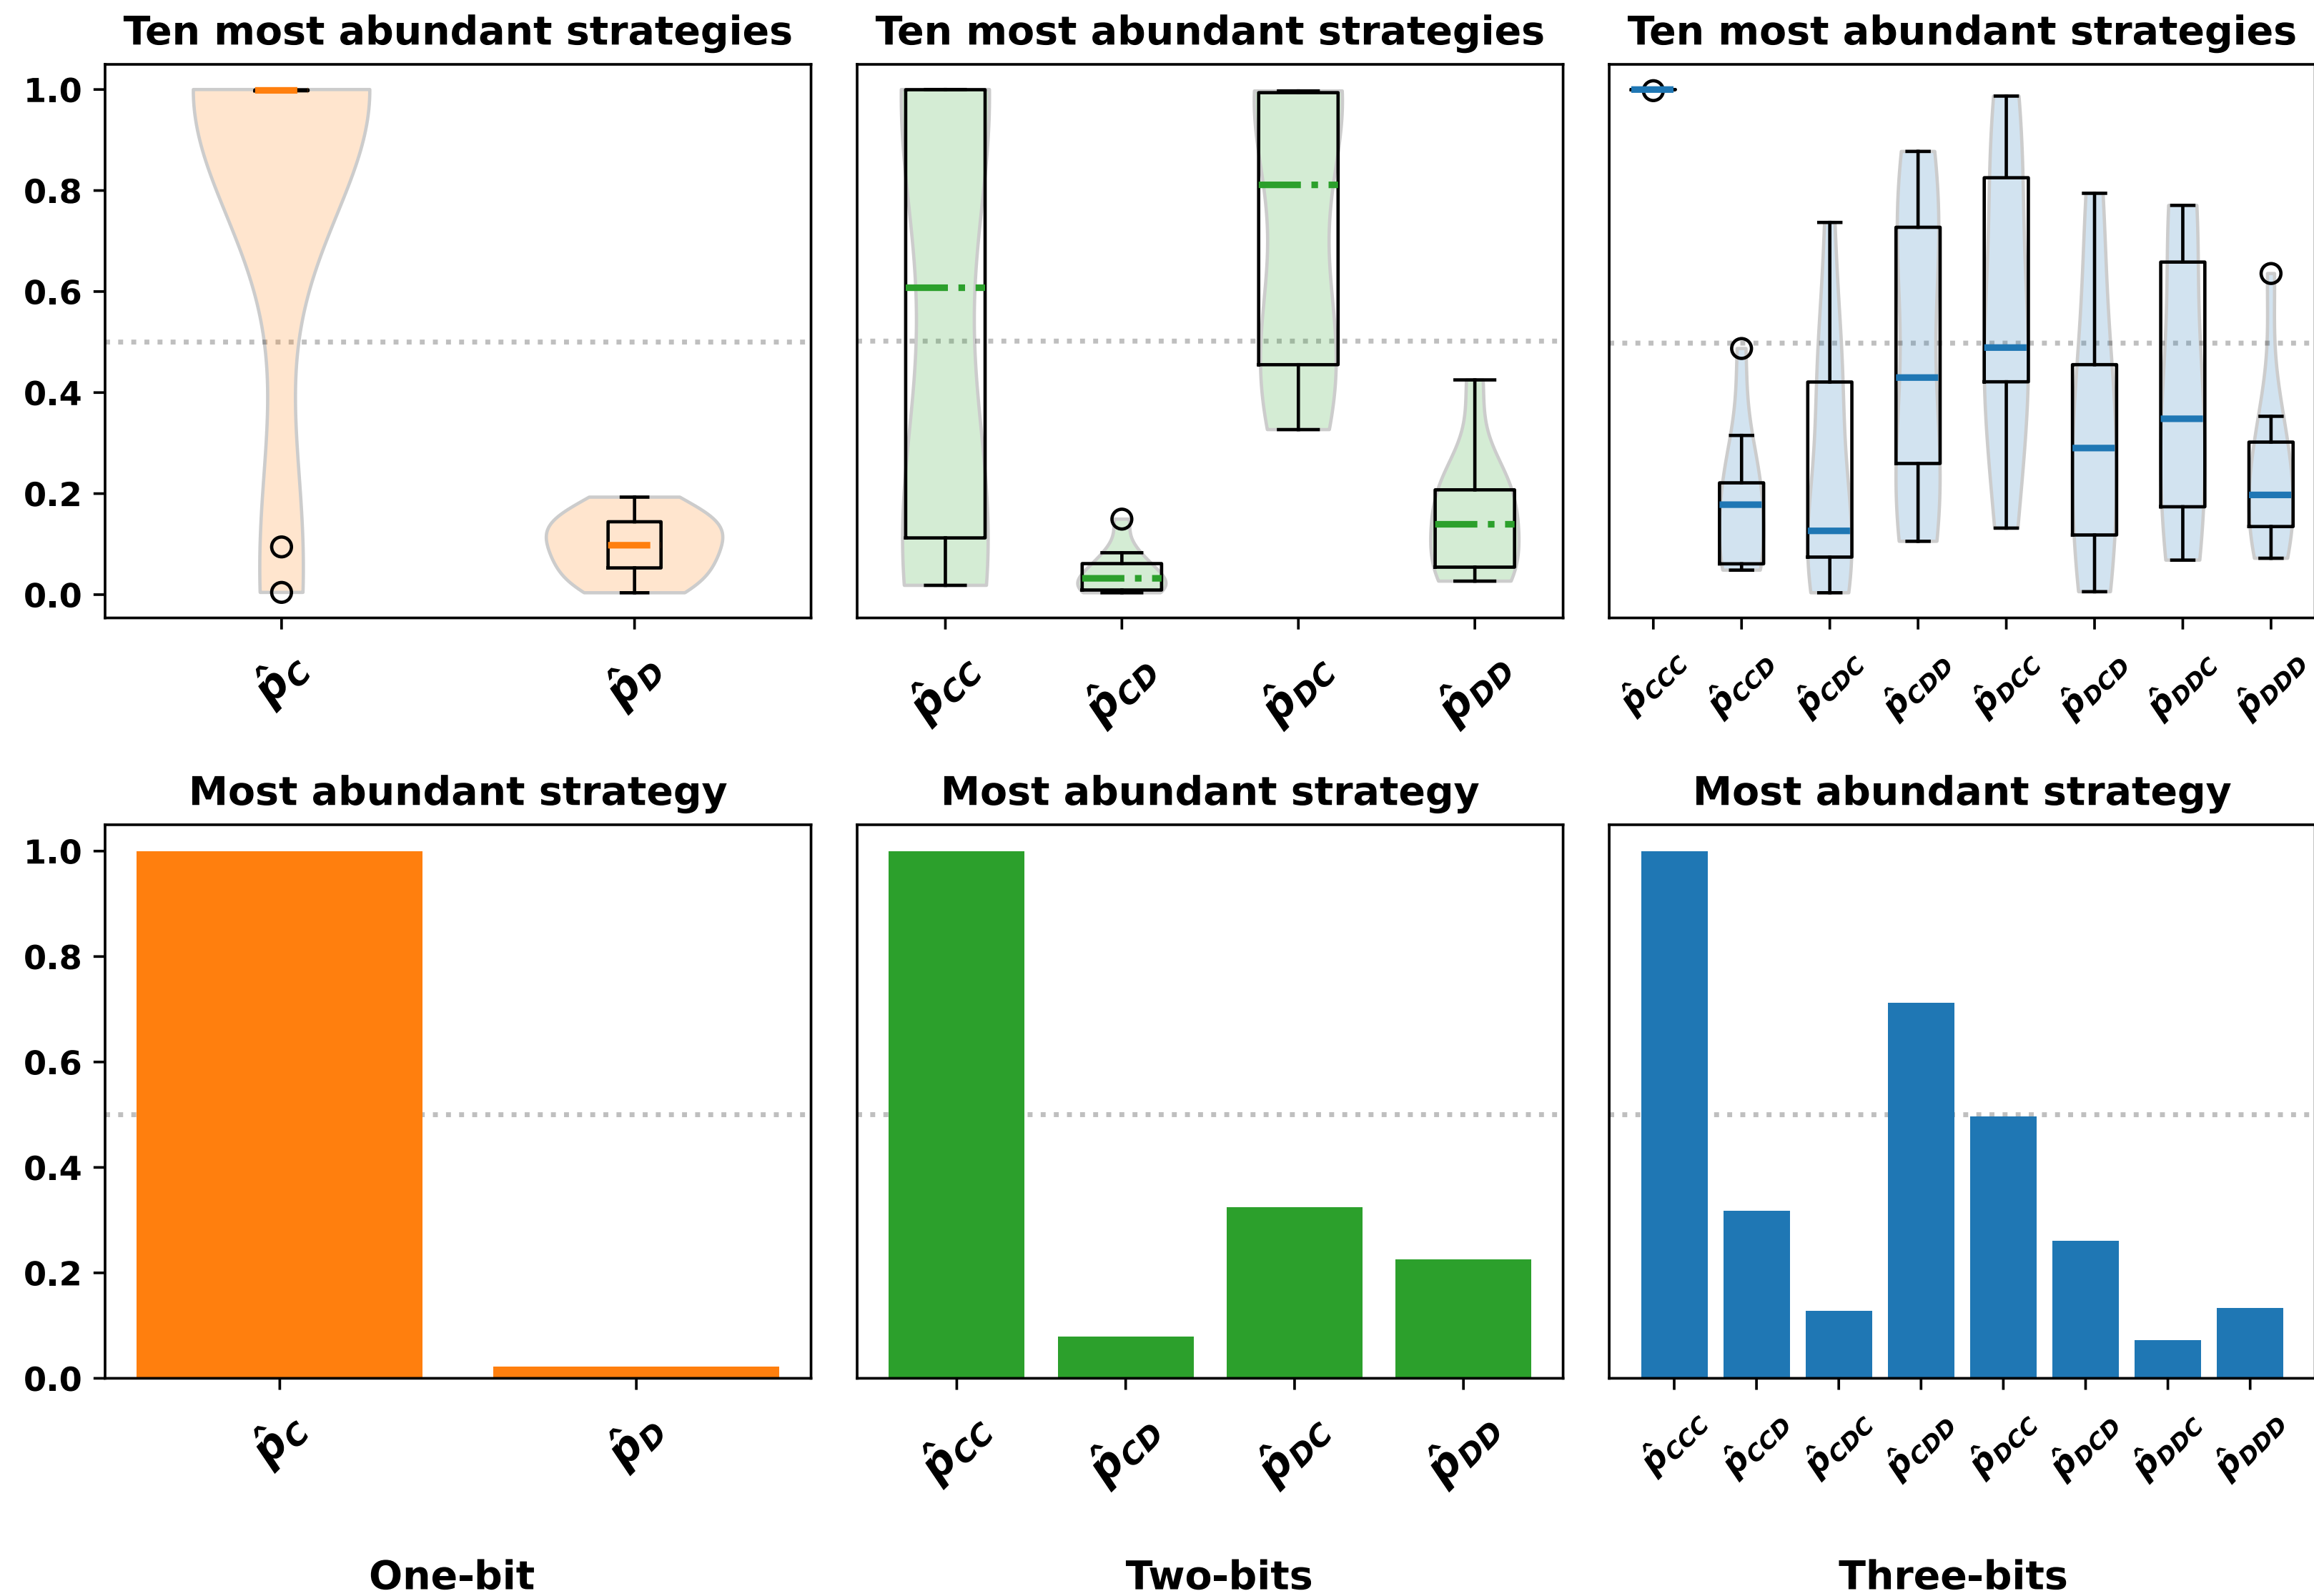 Ten most abundant strategies Ten most abundant strategies Ten most abundant strategies
1.0
0.8
0.6
0.4
0.2
0.0
p̂C p̂D p̂CC p̂CD p̂DC p̂DD p̂CCC p̂CCD p̂CDC p̂CDD p̂DCC p̂DCD p̂DDC p̂DDD
Most abundant strategy Most abundant strategy Most abundant strategy
1.0
0.8
0.6
0.4
0.2
0.0
p̂C p̂D p̂CC p̂CD p̂DC p̂DD p̂CCC p̂CCD p̂CDC p̂CDD p̂DCC p̂DCD p̂DDC p̂DDD
One-bit Two-bits Three-bits